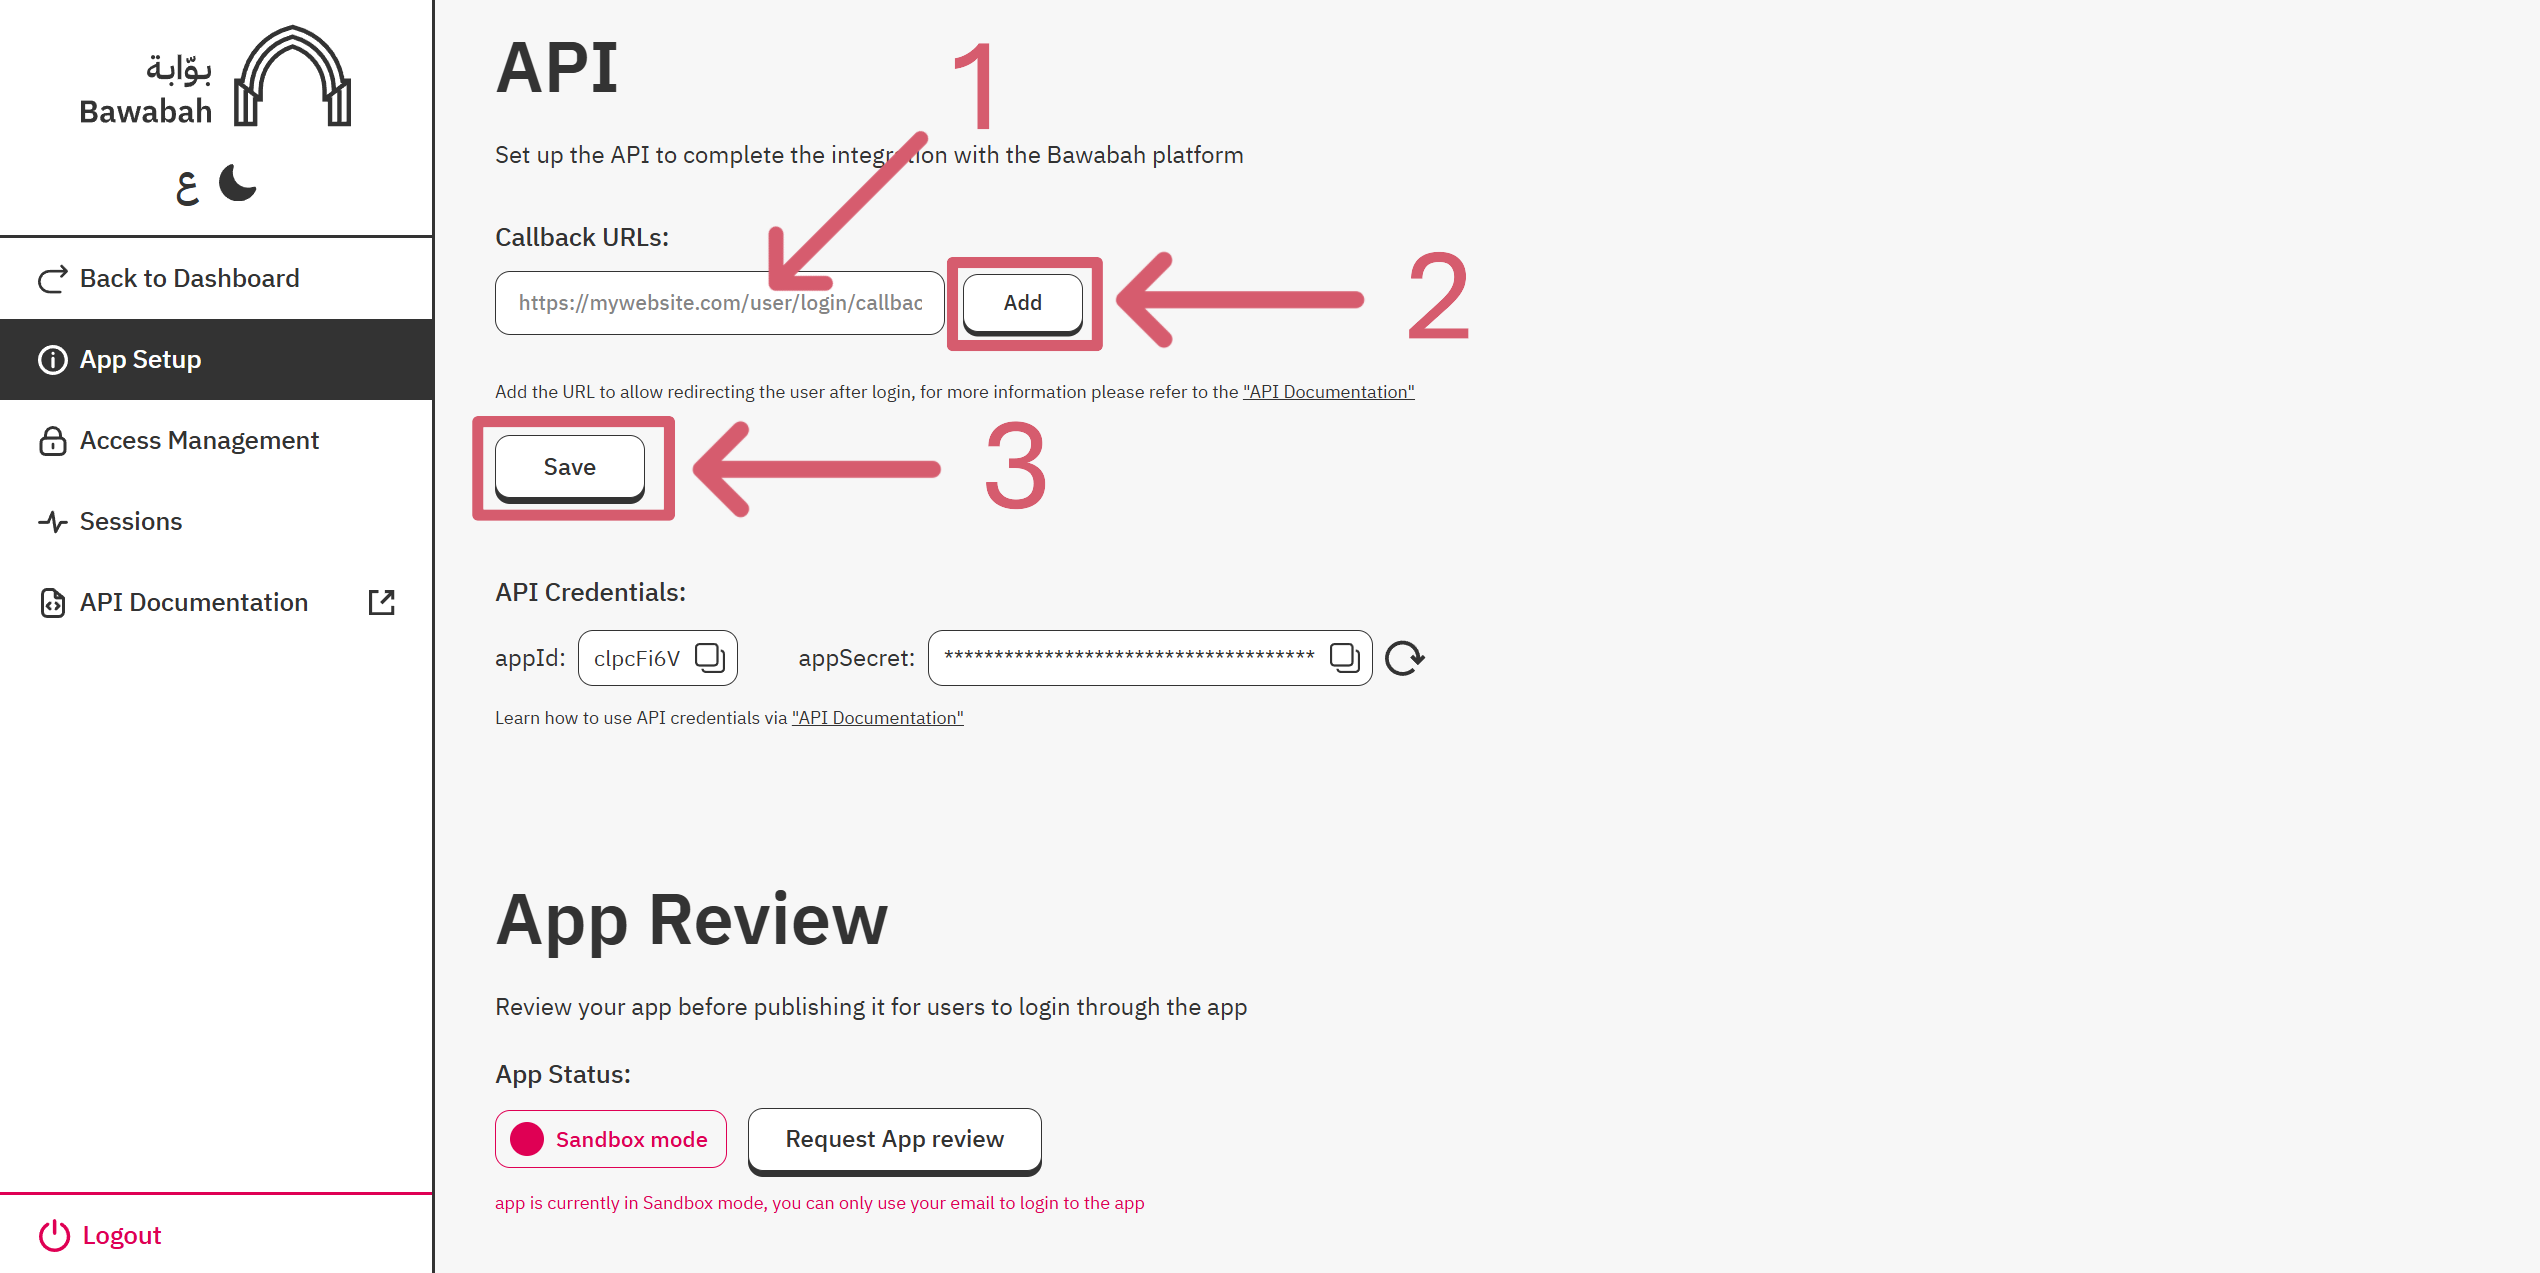 بوّابة
Bawabah
ع
Back to Dashboard
App Setup
Access Management
Sessions
API Documentation
Logout
API
1
Set up the API to complete the integration with the Bawabah platform
Callback URLs:
https://mywebsite.com/user/login/callbac
Add
2
Add the URL to allow redirecting the user after login, for more information please refer to the "API Documentation"
Save
3
API Credentials:
appId:
clpcFi6V
appSecret:
*************************************
Learn how to use API credentials via "API Documentation"
App Review
Review your app before publishing it for users to login through the app
App Status:
Sandbox mode
Request App review
app is currently in Sandbox mode, you can only use your email to login to the app